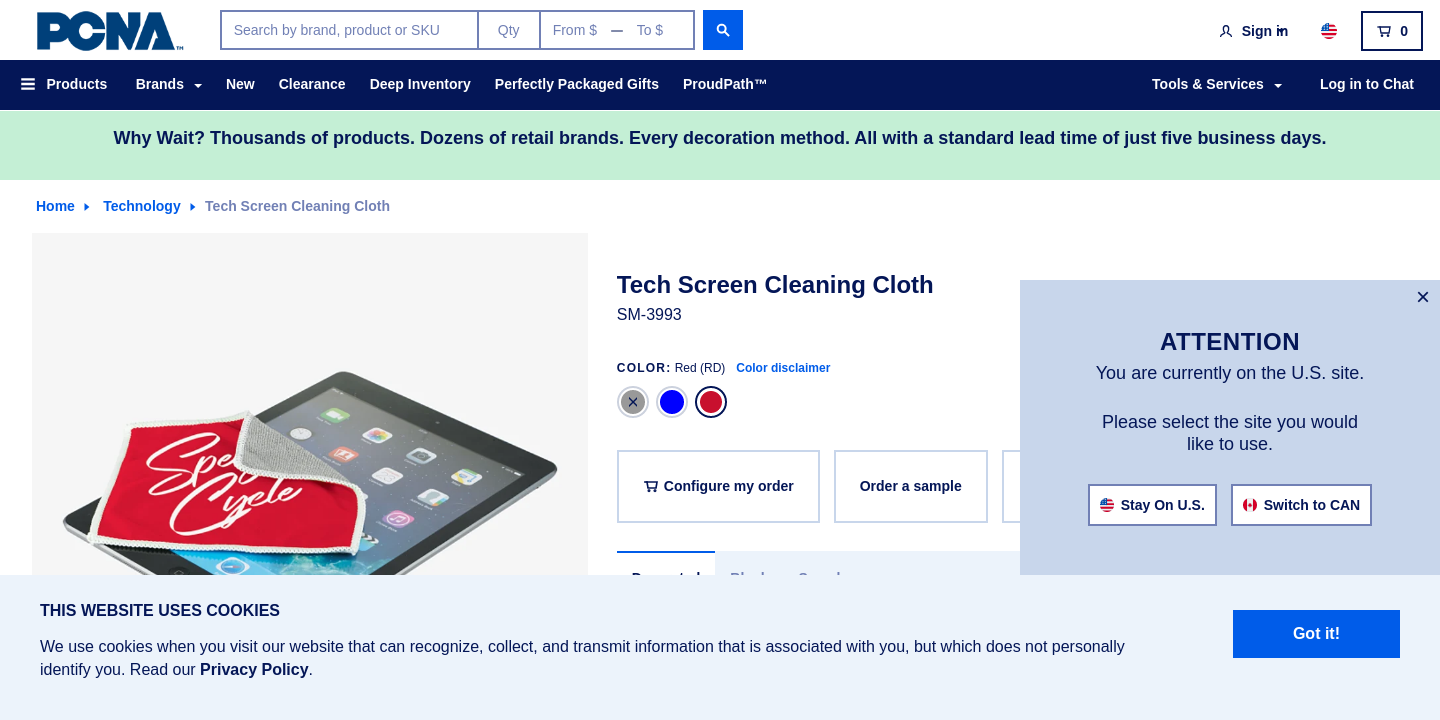 PCNA™
Search by brand, product or SKU
Qty
From $ — To $
Sign in
0
Products
Brands
New
Clearance
Deep Inventory
Perfectly Packaged Gifts
ProudPath™
Tools & Services
Log in to Chat
Why Wait? Thousands of products. Dozens of retail brands. Every decoration method. All with a standard lead time of just five business days.
Home
Technology
Tech Screen Cleaning Cloth
Tech Screen Cleaning Cloth
SM-3993
COLOR: Red (RD) Color disclaimer
Configure my order
Order a sample
Cycle
ATTENTION
You are currently on the U.S. site.
Please select the site you would
like to use.
Stay On U.S.
Switch to CAN
THIS WEBSITE USES COOKIES
We use cookies when you visit our website that can recognize, collect, and transmit information that is associated with you, but which does not personally
identify you. Read our Privacy Policy.
Got it!